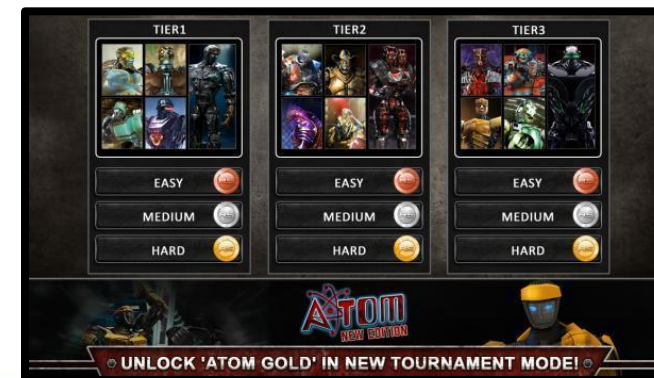 TIER1
TIER2
TIER3
EASY
EASY
EASY
MEDIUM
MEDIUM
MEDIUM
HARD
HARD
HARD
ATOM
NEW EDITION
UNLOCK 'ATOM GOLD' IN NEW TOURNAMENT MODE!